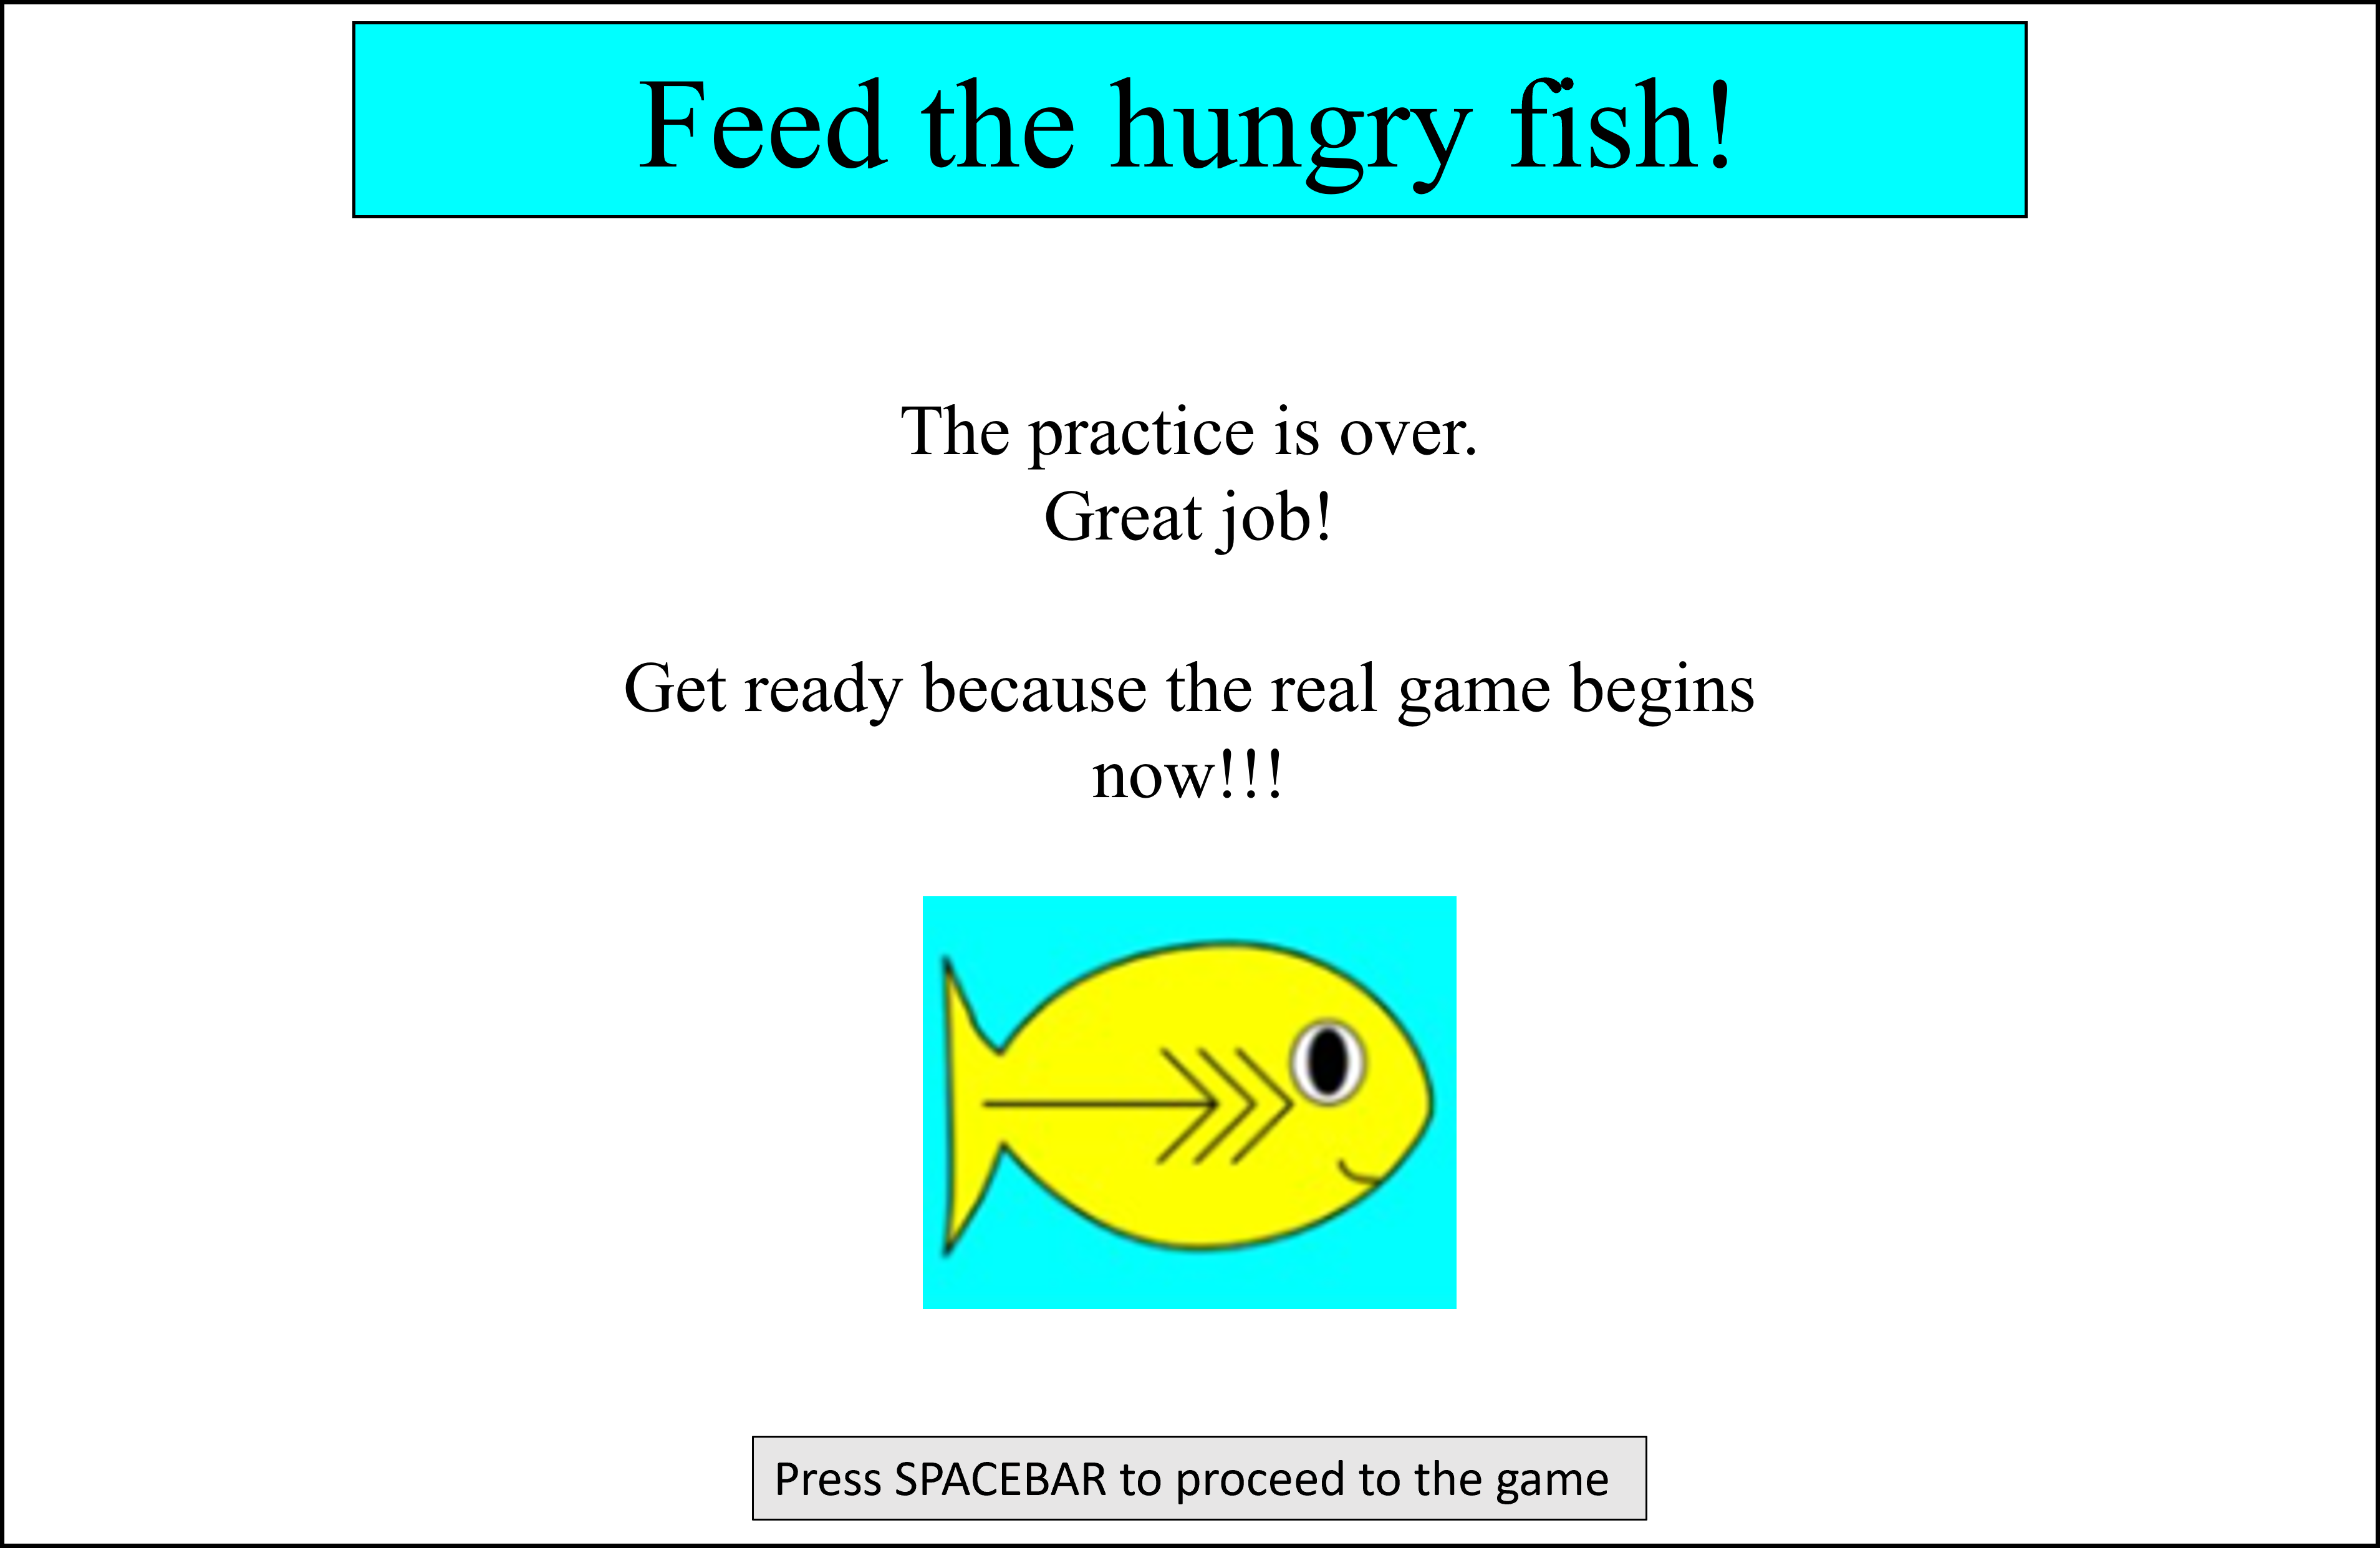 Feed the hungry fish!
The practice is over.
Great job!
Get ready because the real game begins
now!!!
Press SPACEBAR to proceed to the game